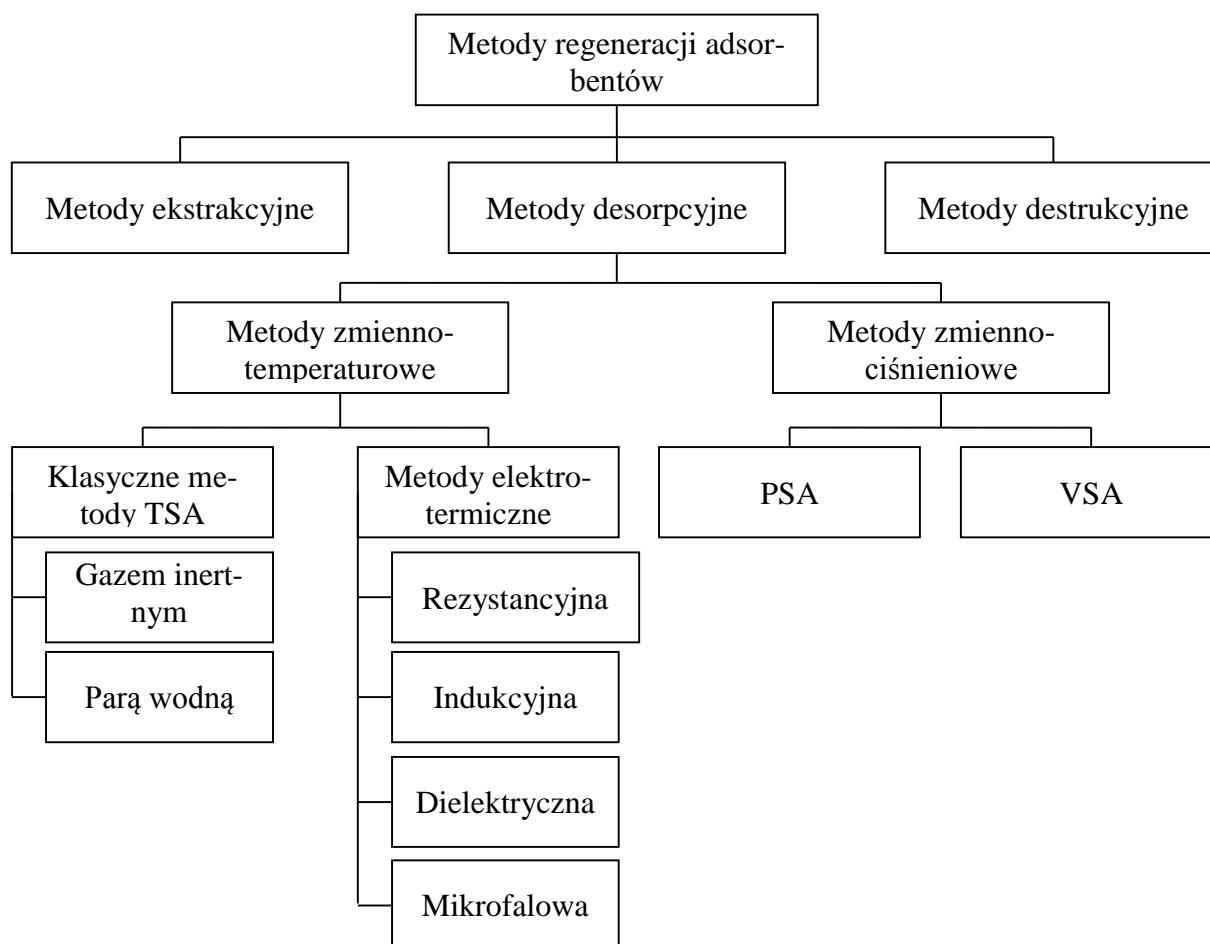 Metody regeneracji adsor-
bentów
Metody ekstrakcyjne
Metody desorpcyjne
Metody destrukcyjne
Metody zmienno-
temperaturowe
Metody zmienno-
ciśnieniowe
Klasyczne me-
tody TSA
Metody elektro-
termiczne
PSA
VSA
Gazem inert-
nym
Rezystancyjna
Parą wodną
Indukcyjna
Dielektryczna
Mikrofalowa